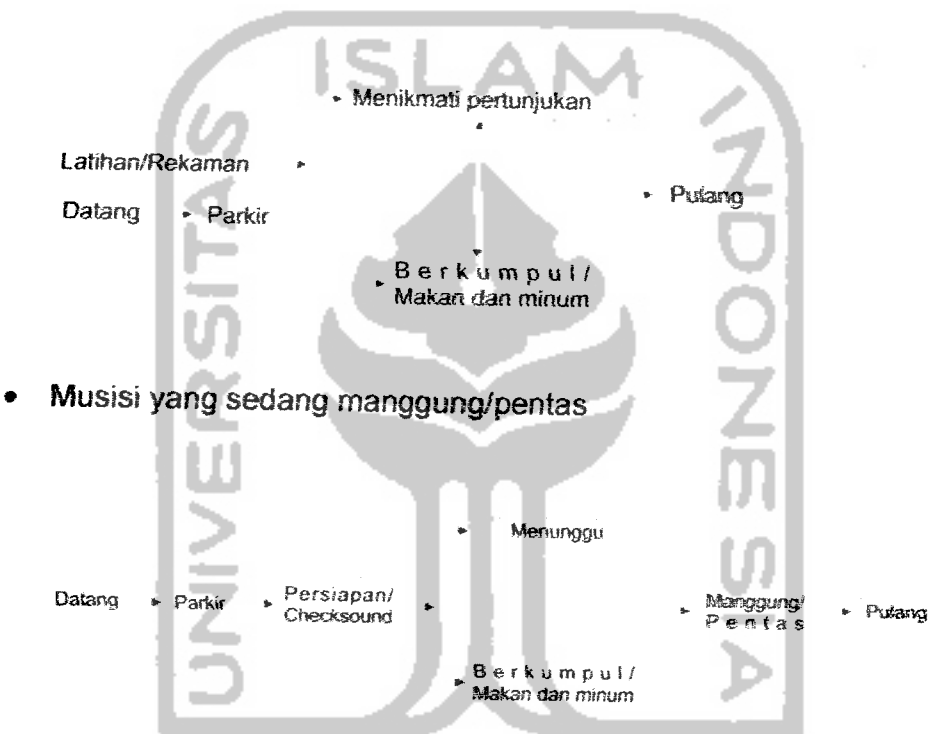 ISLAM
UNIVERSITAS
INDONESIA
Menikmati pertunjukan
Latihan/Rekaman
Datang Parkir
Pulang
Berkumpul/
Makan dan minum
• Musisi yang sedang manggung/pentas
Menunggu
Datang Parkir Persiapan/
Checksound
Manggung/
Pentas
Pulang
Berkumpul/
Makan dan minum